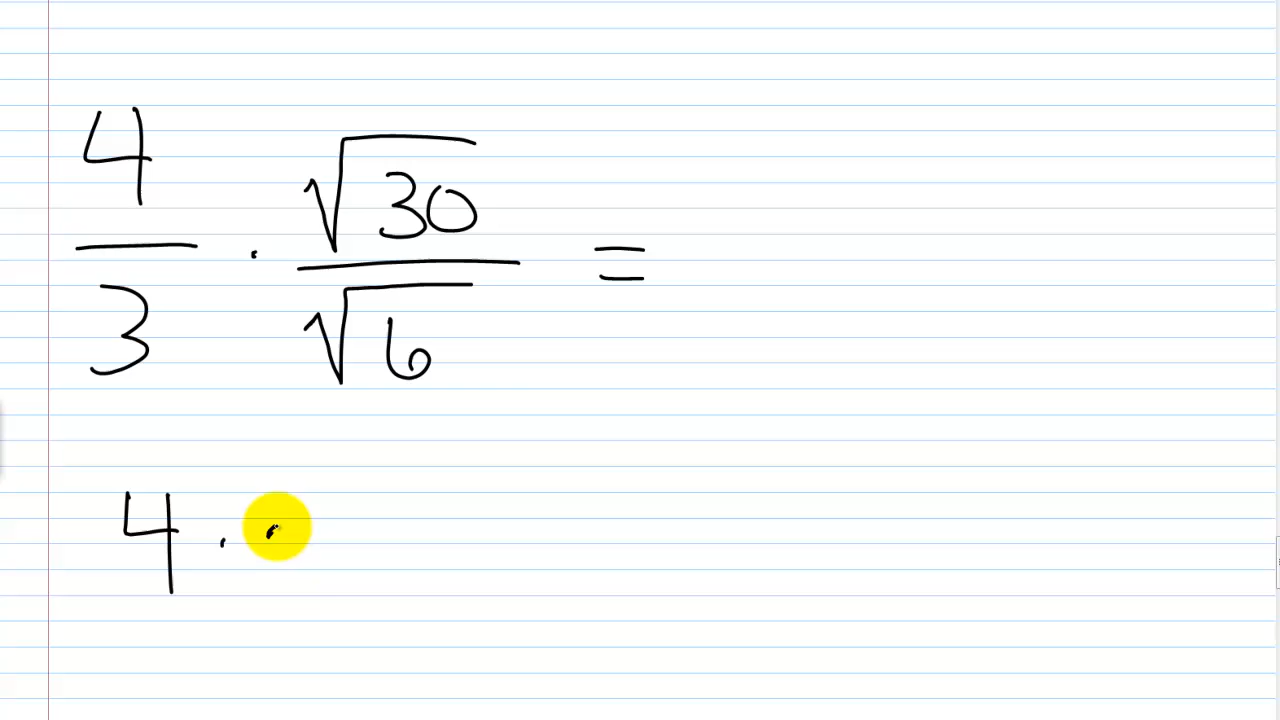 4/3 · √30/√6 =
4 ·